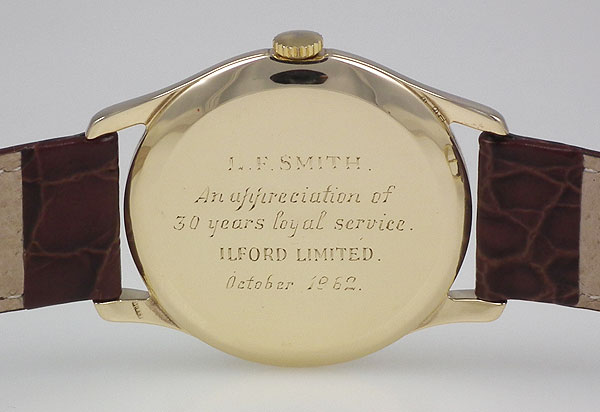 L.F. SMITH.
An appreciation of
30 years loyal service.
ILFORD LIMITED.
October 1962.